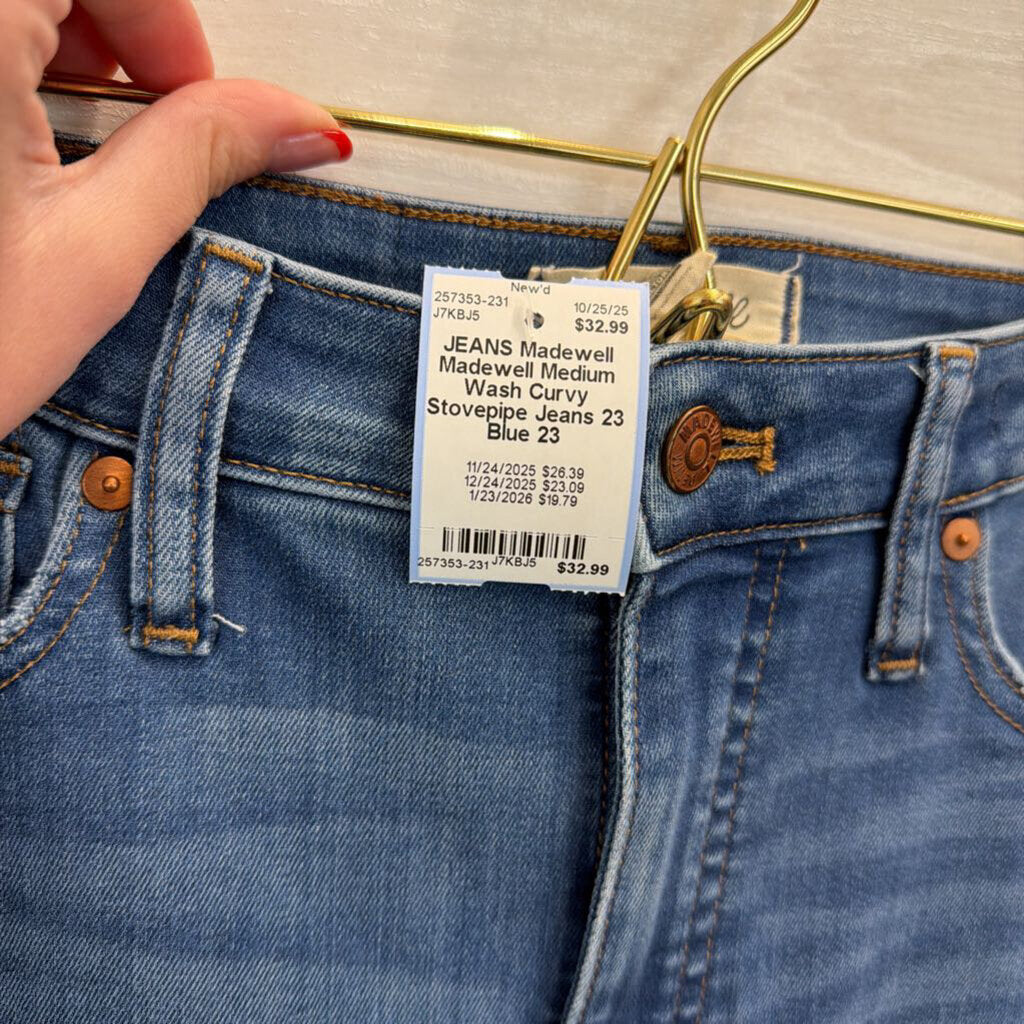 New'd
257353-231 10/25/25
J7KBJ5 $32.99
JEANS Madewell
Madewell Medium
Wash Curvy
Stovepipe Jeans 23
Blue 23
11/24/2025 $26.39
12/24/2025 $23.09
1/23/2026 $19.79
257353-231 J7KBJ5 $32.99